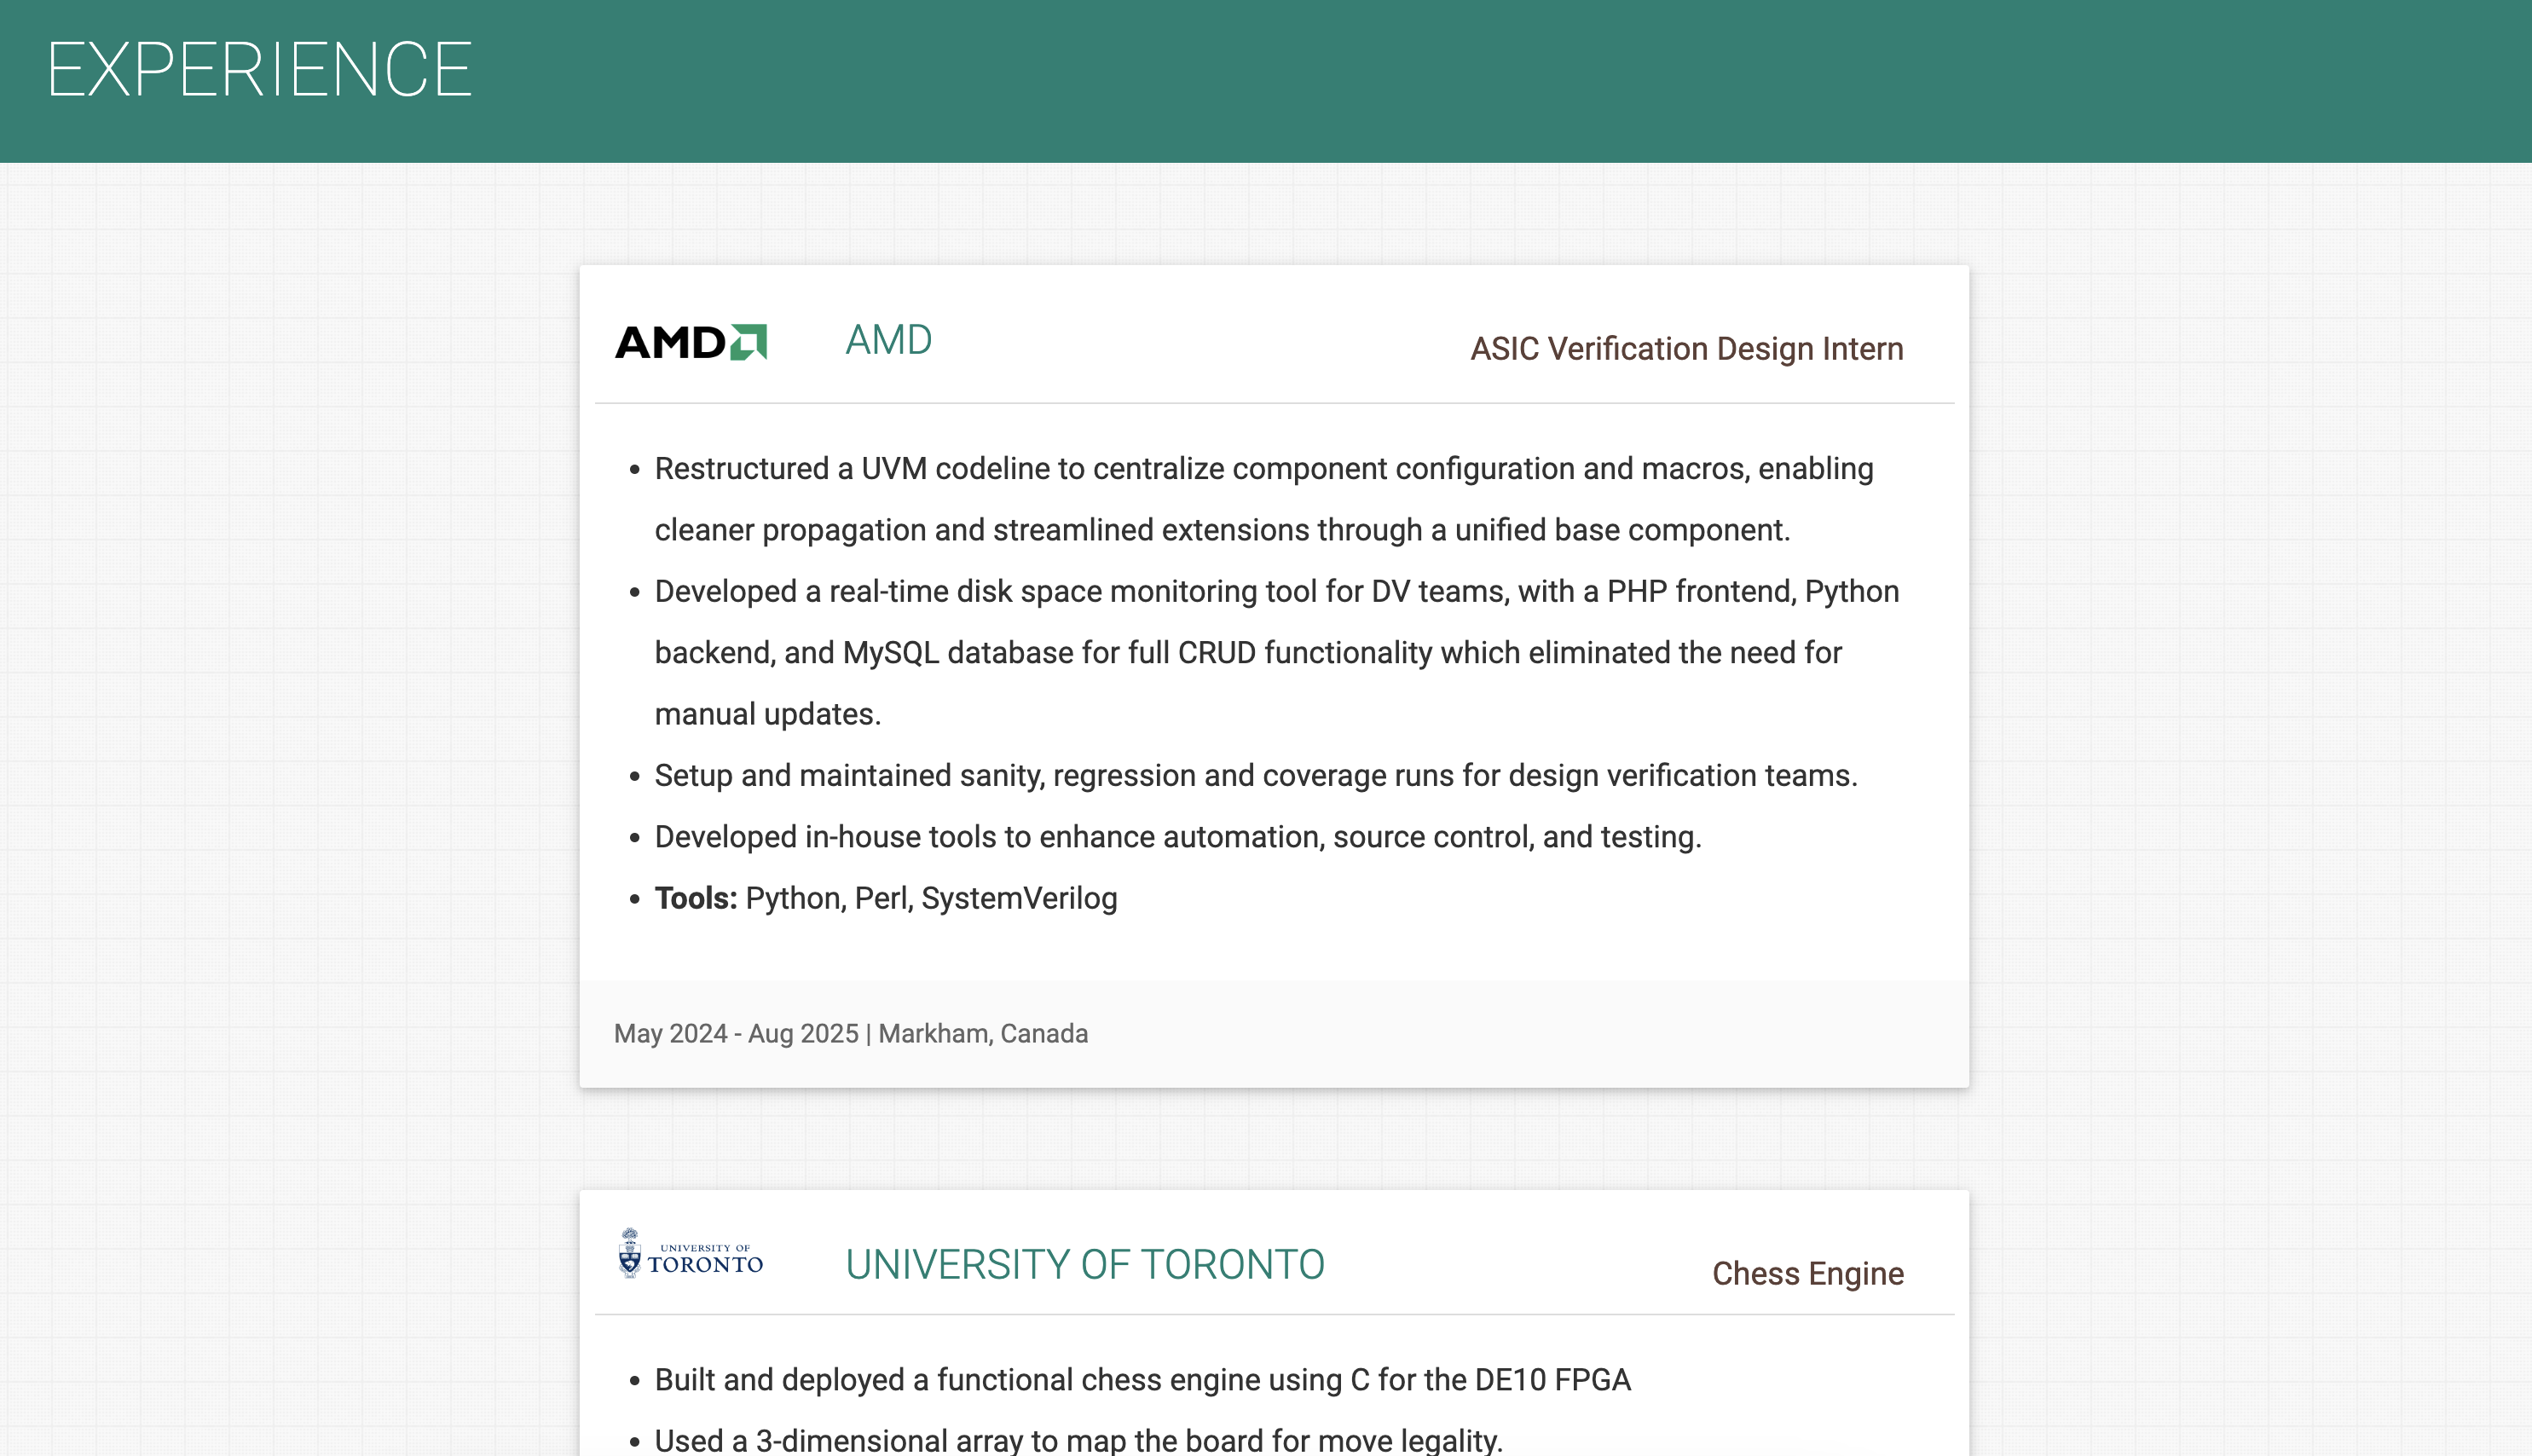 EXPERIENCE
AMD
AMD
ASIC Verification Design Intern
• Restructured a UVM codeline to centralize component configuration and macros, enabling
cleaner propagation and streamlined extensions through a unified base component.
• Developed a real-time disk space monitoring tool for DV teams, with a PHP frontend, Python
backend, and MySQL database for full CRUD functionality which eliminated the need for
manual updates.
• Setup and maintained sanity, regression and coverage runs for design verification teams.
• Developed in-house tools to enhance automation, source control, and testing.
• Tools: Python, Perl, SystemVerilog
May 2024 - Aug 2025 | Markham, Canada
UNIVERSITY OF
TORONTO
UNIVERSITY OF TORONTO
Chess Engine
• Built and deployed a functional chess engine using C for the DE10 FPGA
• Used a 3-dimensional array to map the board for move legality.